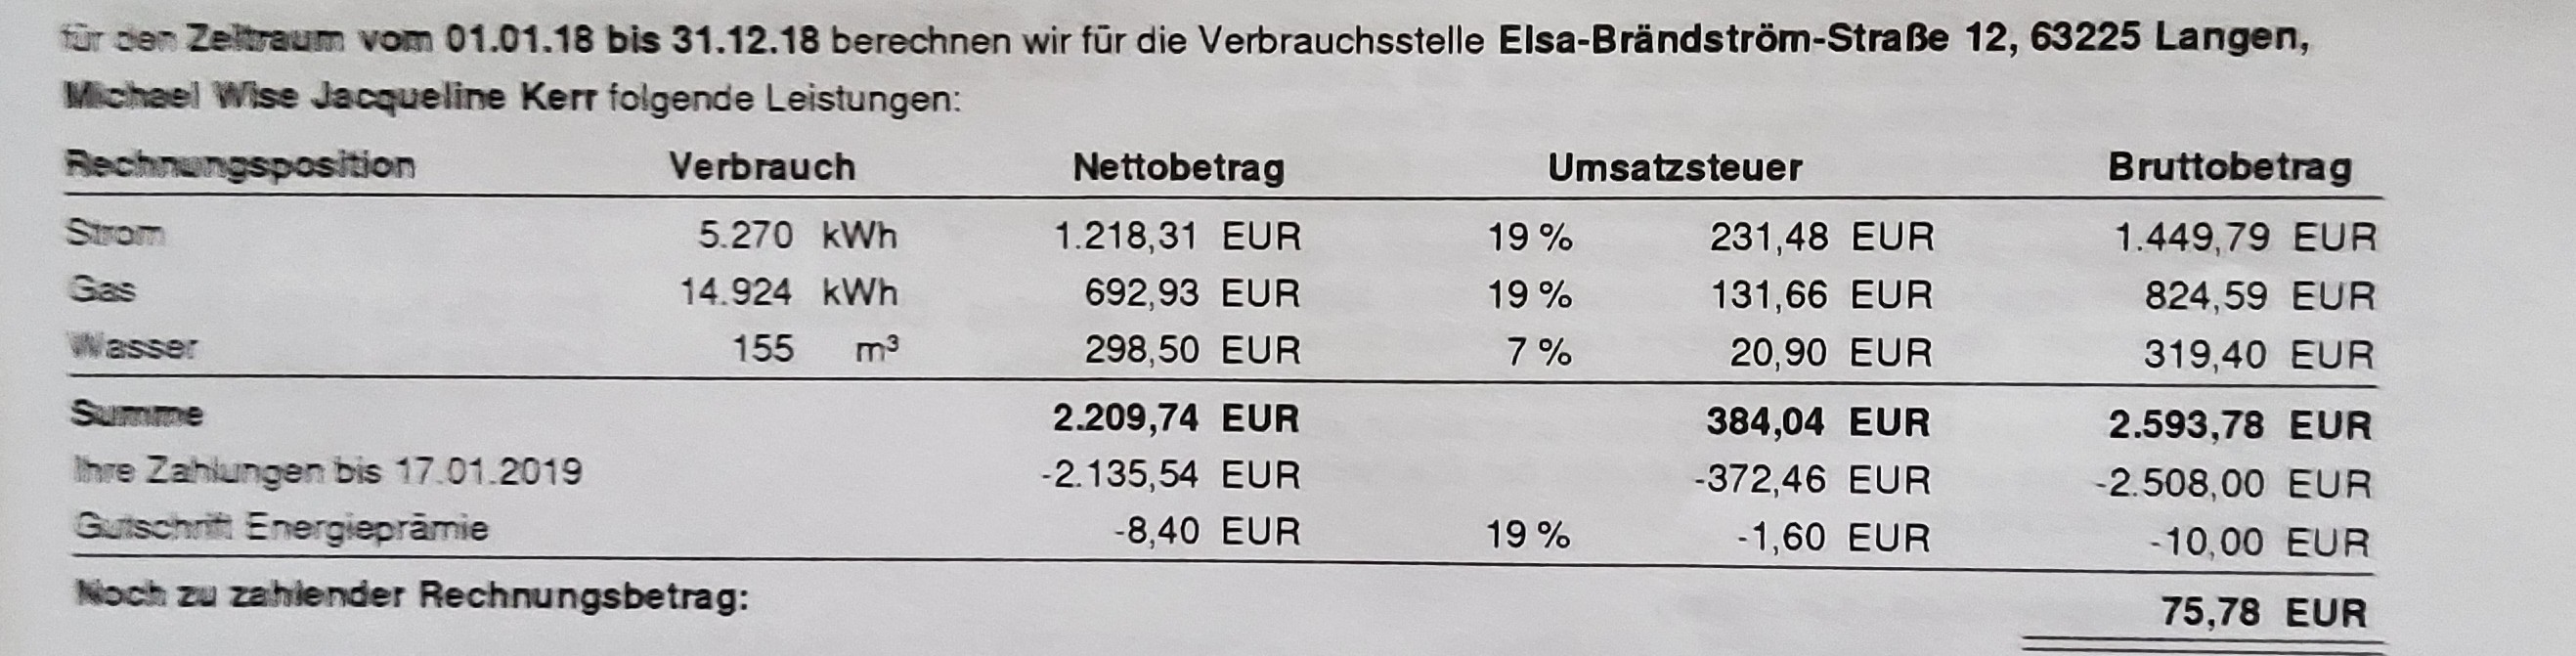 für den Zeitraum vom 01.01.18 bis 31.12.18 berechnen wir für die Verbrauchsstelle Elsa-Brändström-Straße 12, 63225 Langen,
Michael Wise Jacqueline Kerr folgende Leistungen:
Rechnungsposition Verbrauch Nettobetrag Umsatzsteuer Bruttobetrag
Strom 5.270 kWh 1.218,31 EUR 19 % 231,48 EUR 1.449,79 EUR
Gas 14.924 kWh 692,93 EUR 19 % 131,66 EUR 824,59 EUR
Wasser 155 m³ 298,50 EUR 7 % 20,90 EUR 319,40 EUR
Summe 2.209,74 EUR 384,04 EUR 2.593,78 EUR
Ihre Zahlungen bis 17.01.2019 -2.135,54 EUR -372,46 EUR -2.508,00 EUR
Gutschrift Energieprämie -8,40 EUR 19 % -1,60 EUR -10,00 EUR
Noch zu zahlender Rechnungsbetrag: 75,78 EUR